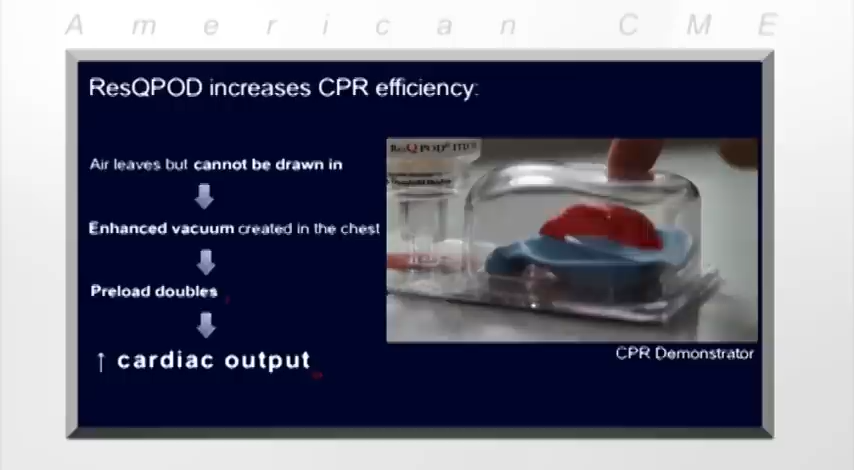 American CME
ResQPOD increases CPR efficiency:
Air leaves but cannot be drawn in
Enhanced vacuum created in the chest
Preload doubles
↑ cardiac output
ResQPOD® ITD
CPR Demonstrator